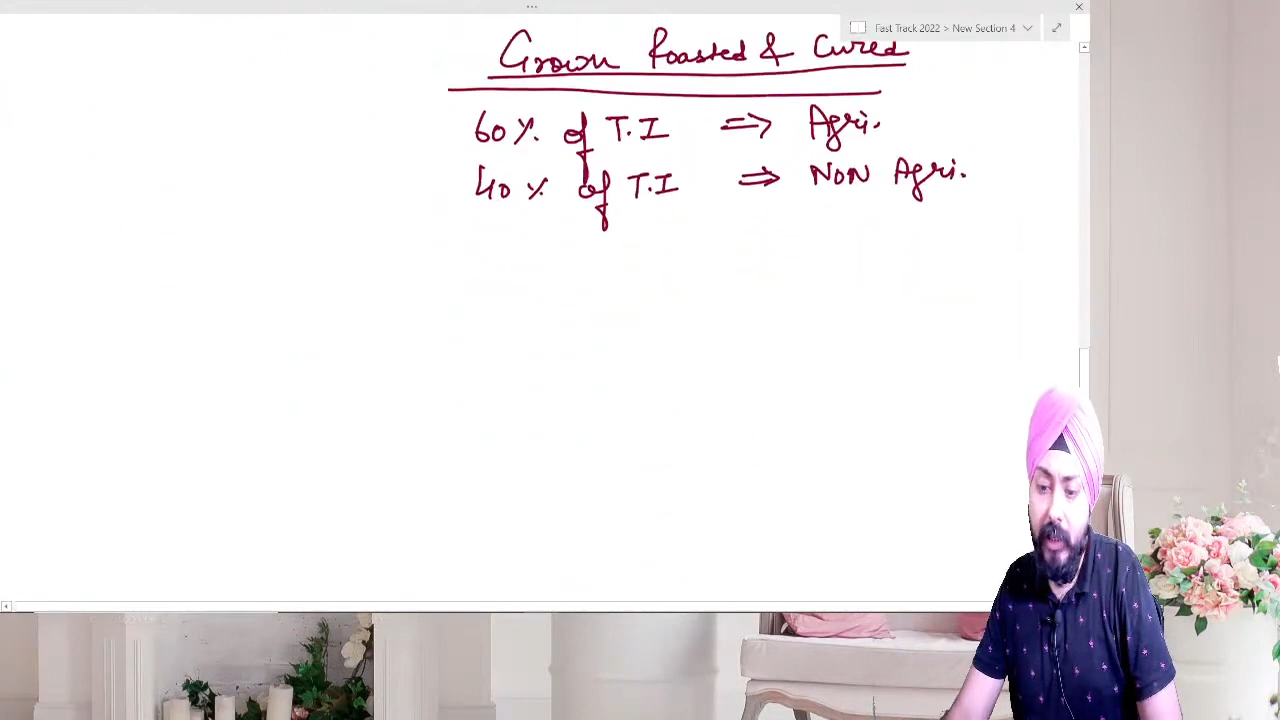 Fast Track 2022 > New Section 4
Grown Roasted & Cured
60% of T.I ⇒ Agri.
40% of T.I ⇒ NON Agri.